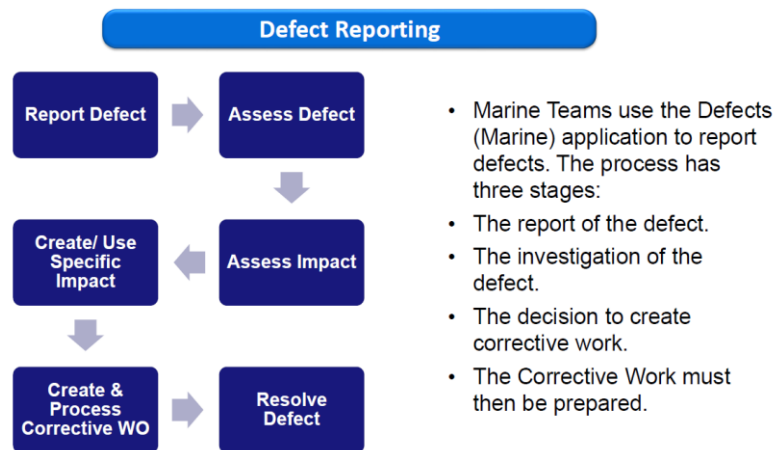 Defect Reporting
Report Defect
Assess Defect
Create/ Use
Specific
Impact
Assess Impact
Create &
Process
Corrective WO
Resolve
Defect
• Marine Teams use the Defects
(Marine) application to report
defects. The process has
three stages:
• The report of the defect.
• The investigation of the
defect.
• The decision to create
corrective work.
• The Corrective Work must
then be prepared.